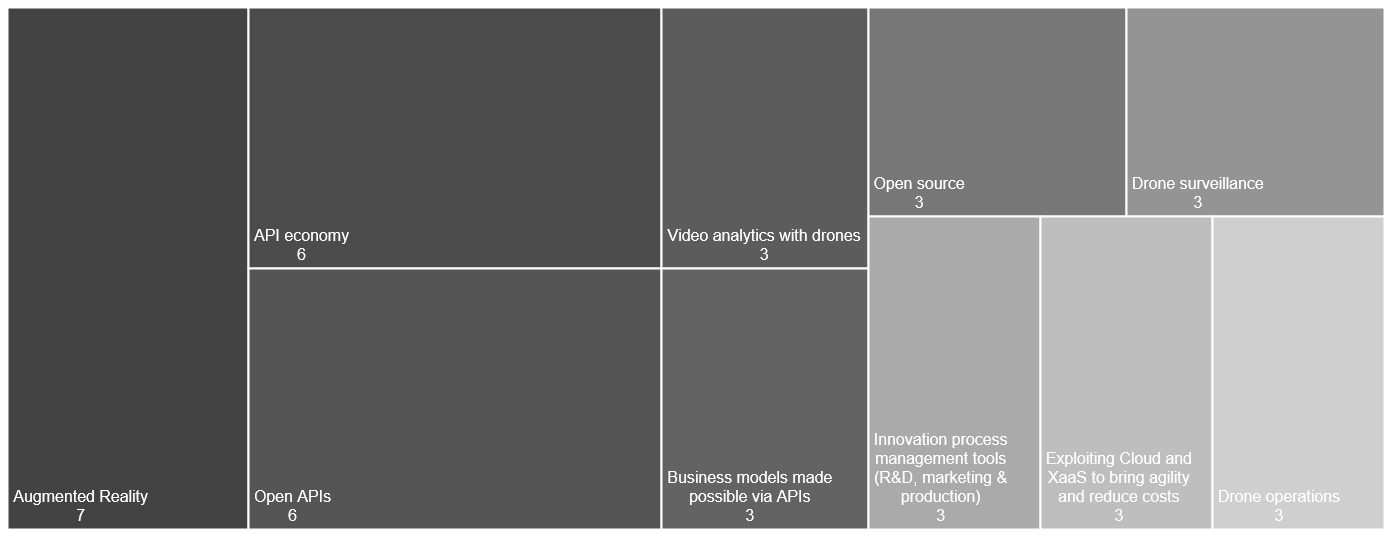 Augmented Reality
7
API economy
6
Open APIs
6
Video analytics with drones
3
Business models made
possible via APIs
3
Open source
3
Drone surveillance
3
Innovation process
management tools
(R&D, marketing &
production)
3
Exploiting Cloud and
XaaS to bring agility
and reduce costs
3
Drone operations
3